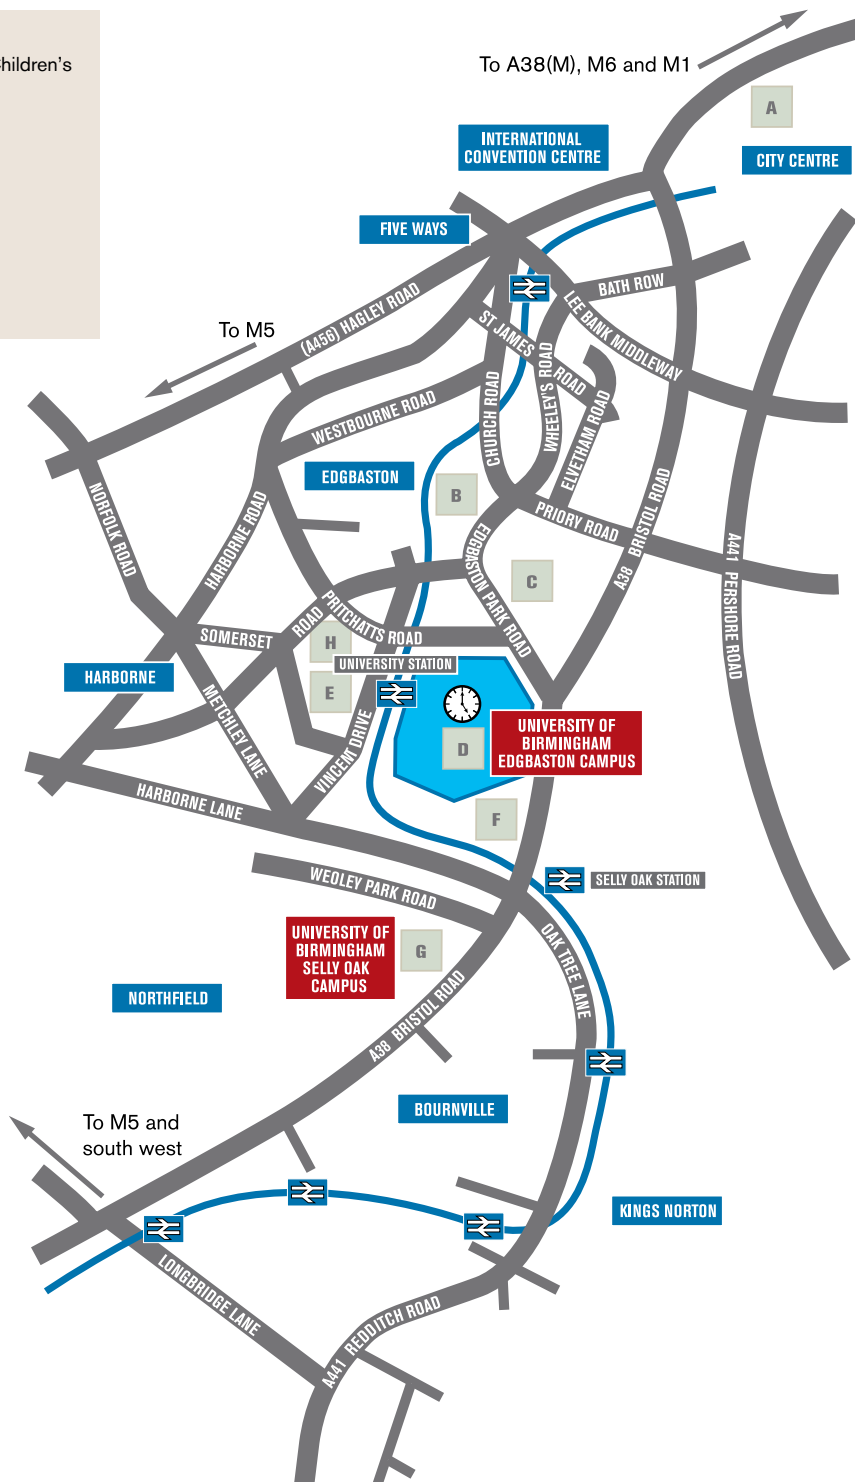 Children's
To A38(M), M6 and M1
A
INTERNATIONAL
CONVENTION CENTRE
CITY CENTRE
FIVE WAYS
BATH ROW
(A456) HAGLEY ROAD
LEE BANK MIDDLEWAY
To M5
ST JAMES
ROAD
WHEELEY'S ROAD
CHURCH ROAD
WESTBOURNE ROAD
ELVETHAM ROAD
EDGBASTON
B
NORFOLK ROAD
HARBORNE ROAD
PRIORY ROAD
A38 BRISTOL ROAD
A441 PERSHORE ROAD
EDGBASTON PARK ROAD
C
PRITCHATTS ROAD
SOMERSET
ROAD
H
UNIVERSITY STATION
HARBORNE
E
METCHLEY LANE
VINCENT DRIVE
D
UNIVERSITY OF
BIRMINGHAM
EDGBASTON CAMPUS
HARBORNE LANE
F
WEOLEY PARK ROAD
SELLY OAK STATION
UNIVERSITY OF
BIRMINGHAM
SELLY OAK
CAMPUS
G
OAK TREE LANE
NORTHFIELD
A38 BRISTOL ROAD
BOURNVILLE
To M5 and
south west
KINGS NORTON
LONGBRIDGE LANE
A441 REDDITCH ROAD